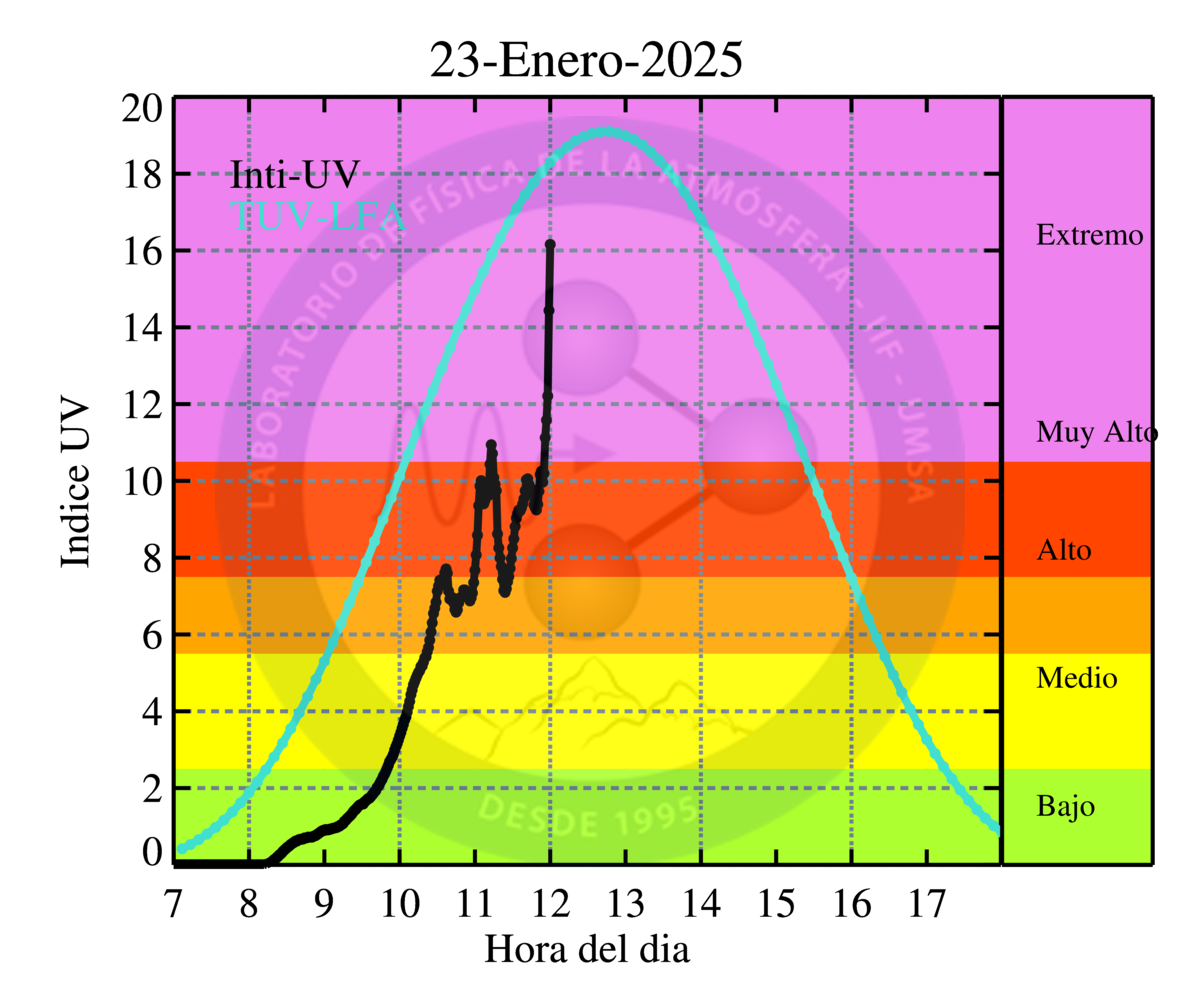 23-Enero-2025
Indice UV
20
18
16
14
12
10
8
6
4
2
0
Inti-UV
TUV-LFA
LABORATORIO DE FÍSICA DE LA ATMÓSFERA - IIF - UMSA
DESDE 1995
Extremo
Muy Alto
Alto
Medio
Bajo
7 8 9 10 11 12 13 14 15 16 17
Hora del dia